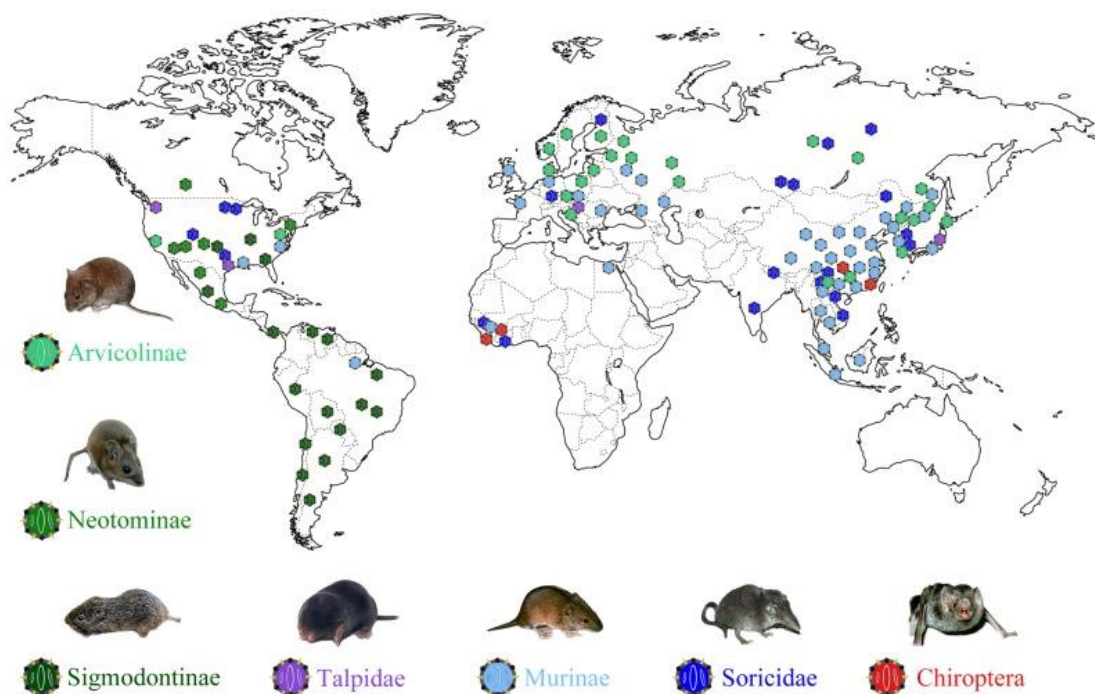 Arvicolinae
Neotominae
Sigmodontinae
Talpidae
Murinae
Soricidae
Chiroptera